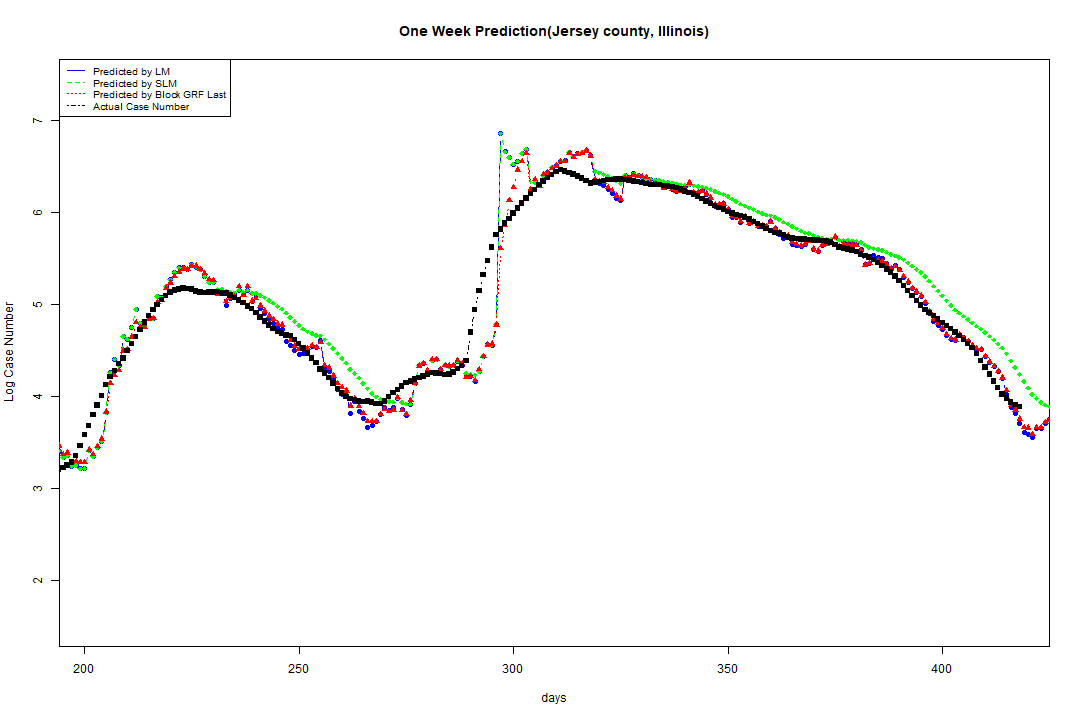 One Week Prediction(Jersey county, Illinois)
Predicted by LM
Predicted by SLM
Predicted by Block GRF Last
Actual Case Number
7
6
5
4
3
2
Log Case Number
200 250 300 350 400
days